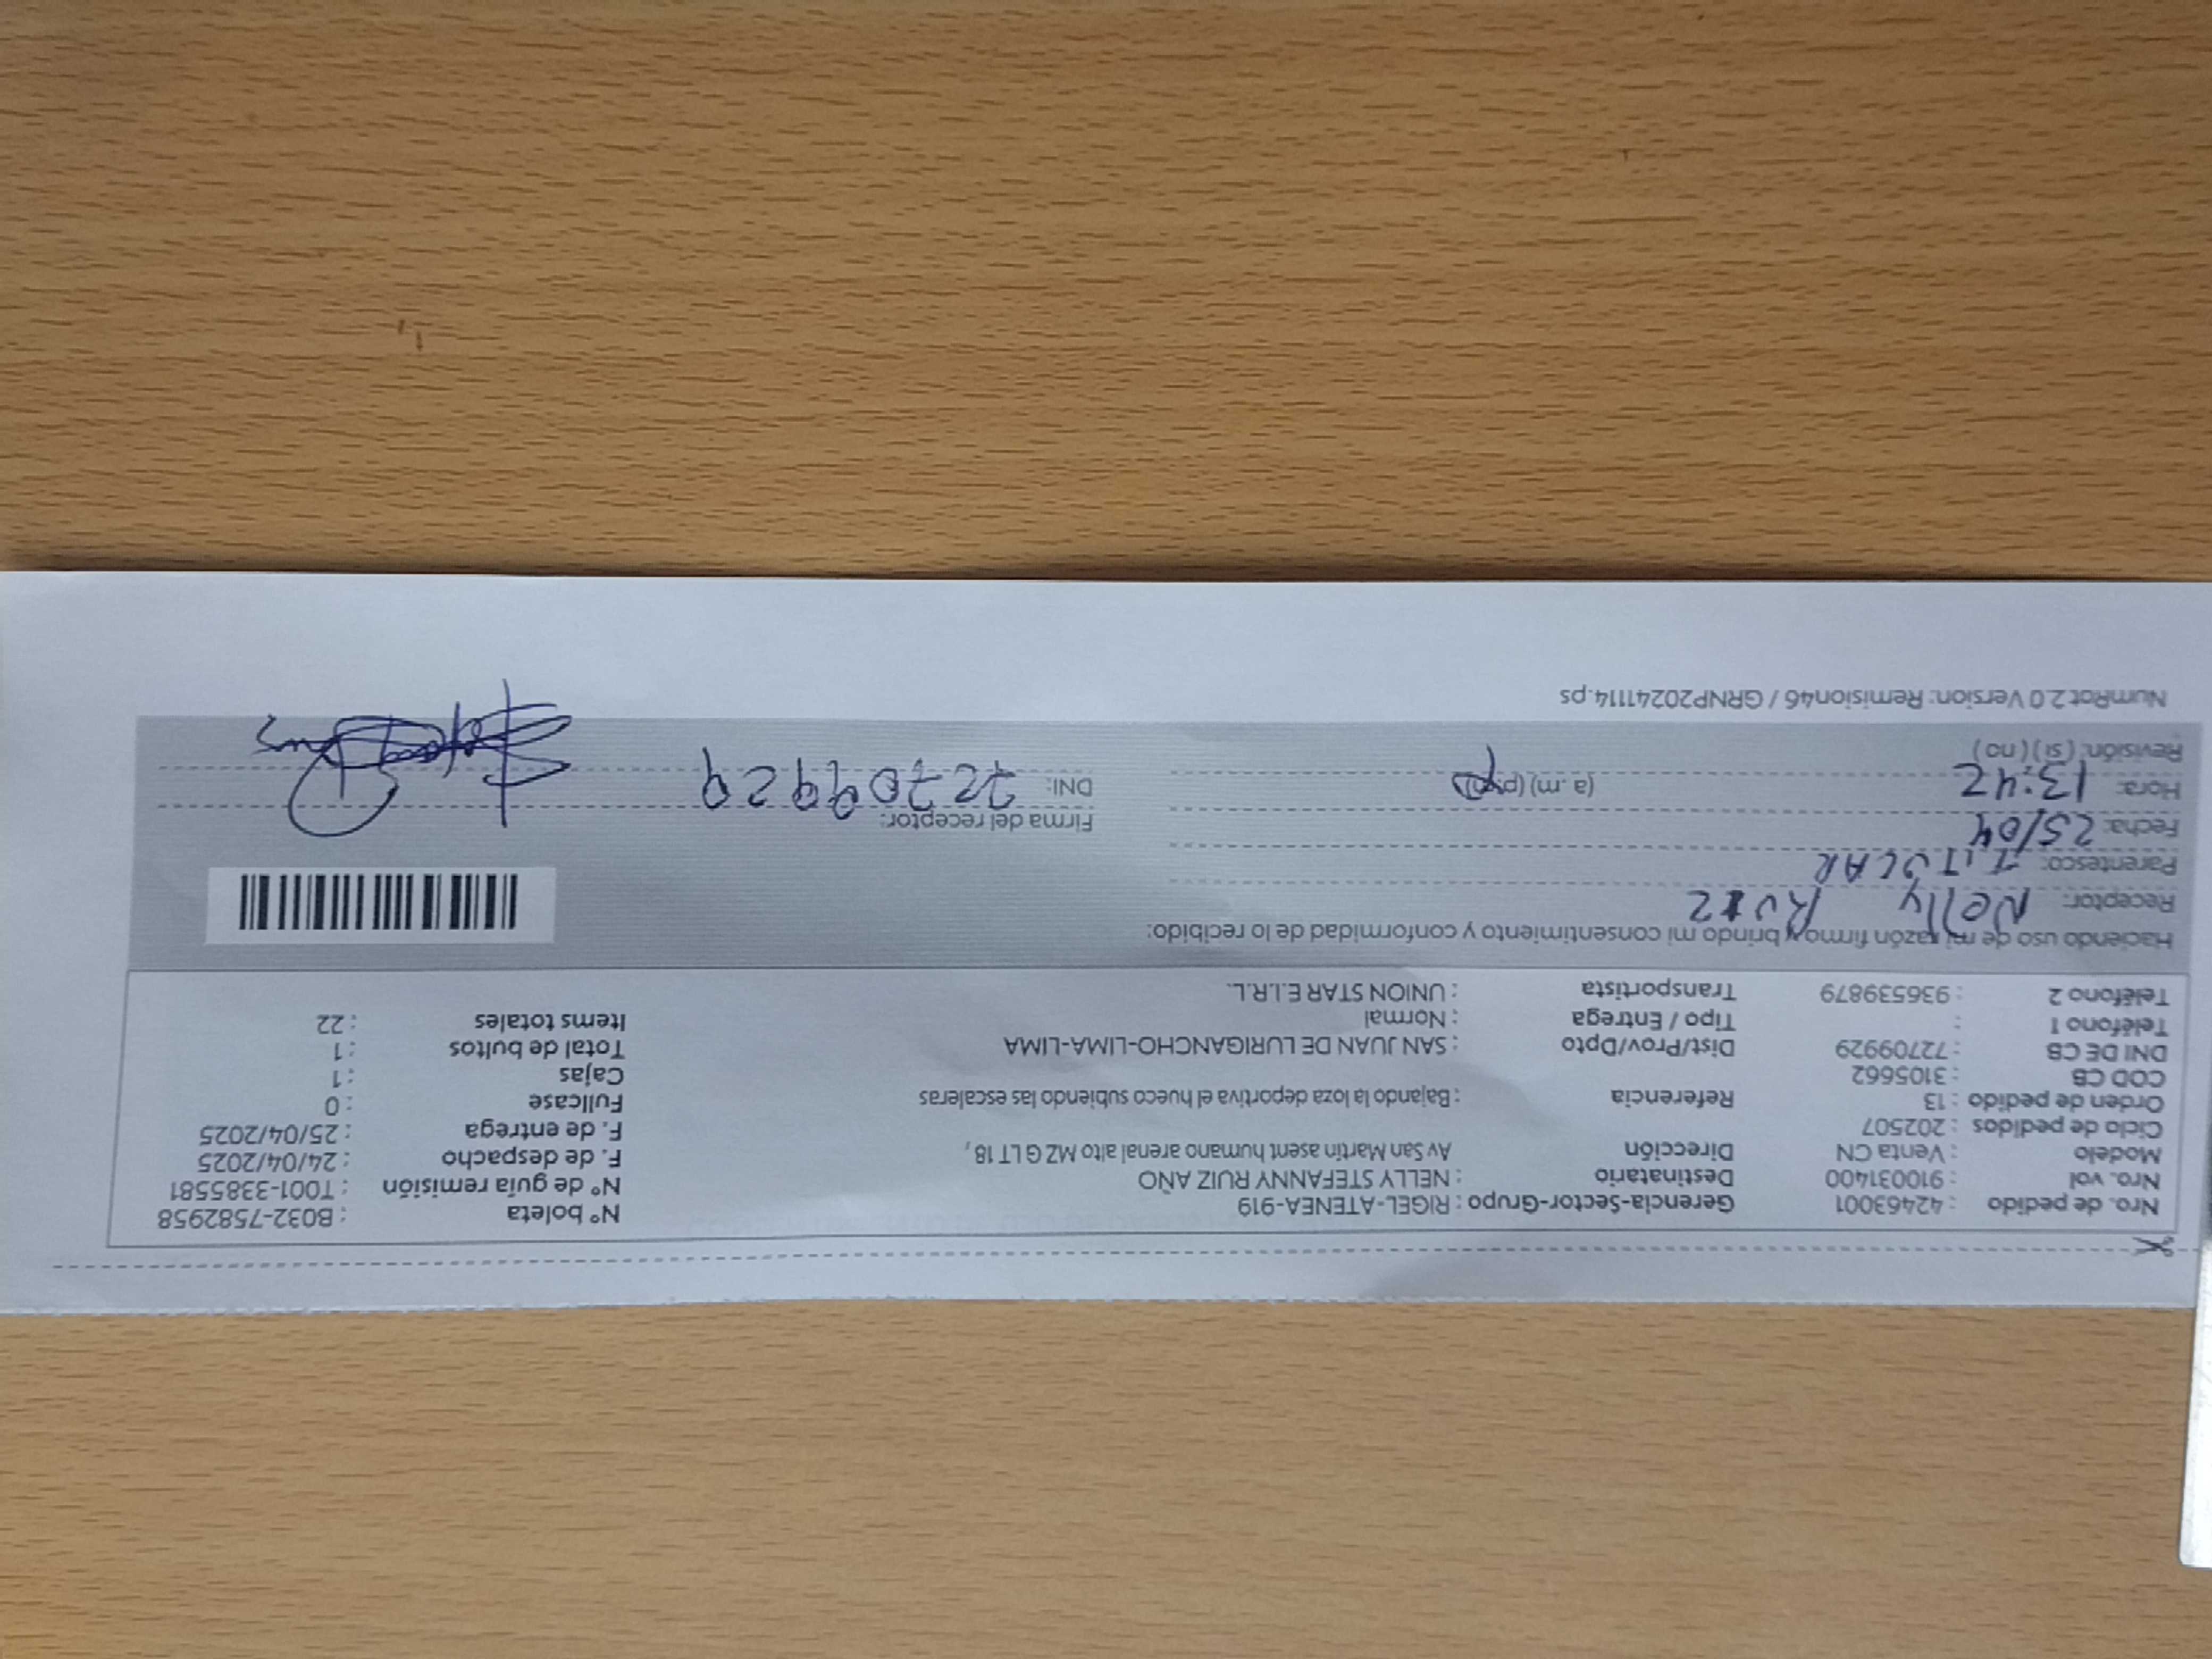 Nro. de pedido : 42463001 Gerencia-Sector-Grupo : RIGEL-ATENEA-919 N° boleta : B032-7582958
Nro. vol : 910031400 Destinatario : NELLY STEFANNY RUIZ AÑO N° de guía remisión : T001-3385581
Modelo : Venta CN Dirección Av San Martin asent humano arenal alto MZ G LT 18 , F. de despacho : 24/04/2025
Ciclo de pedidos : 202507 F. de entrega : 25/04/2025
Orden de pedido : 13 Referencia : Bajando la loza deportiva el hueco subiendo las escaleras Fullcase : 0
COD CB : 3105662 Cajas : 1
DNI DE CB : 72709929 Dist/Prov/Dpto : SAN JUAN DE LURIGANCHO-LIMA-LIMA Total de bultos : 1
Teléfono 1 : Tipo / Entrega : Normal Items totales : 22
Teléfono 2 : 936539879 Transportista : UNION STAR E.I.R.L.
Haciendo uso de mi razón firmo y brindo mi consentimiento y conformidad de lo recibido:
Receptor: Nelly Ruiz
Parentesco: TITULAR
Fecha: 25/04 Firma del receptor:
Hora: 13:42 (a.m.) (p.m.) DNI: 72709929
Revisión: (si) (no)
NumRot 2.0 Version: Remision46 / GRNP20241114.ps